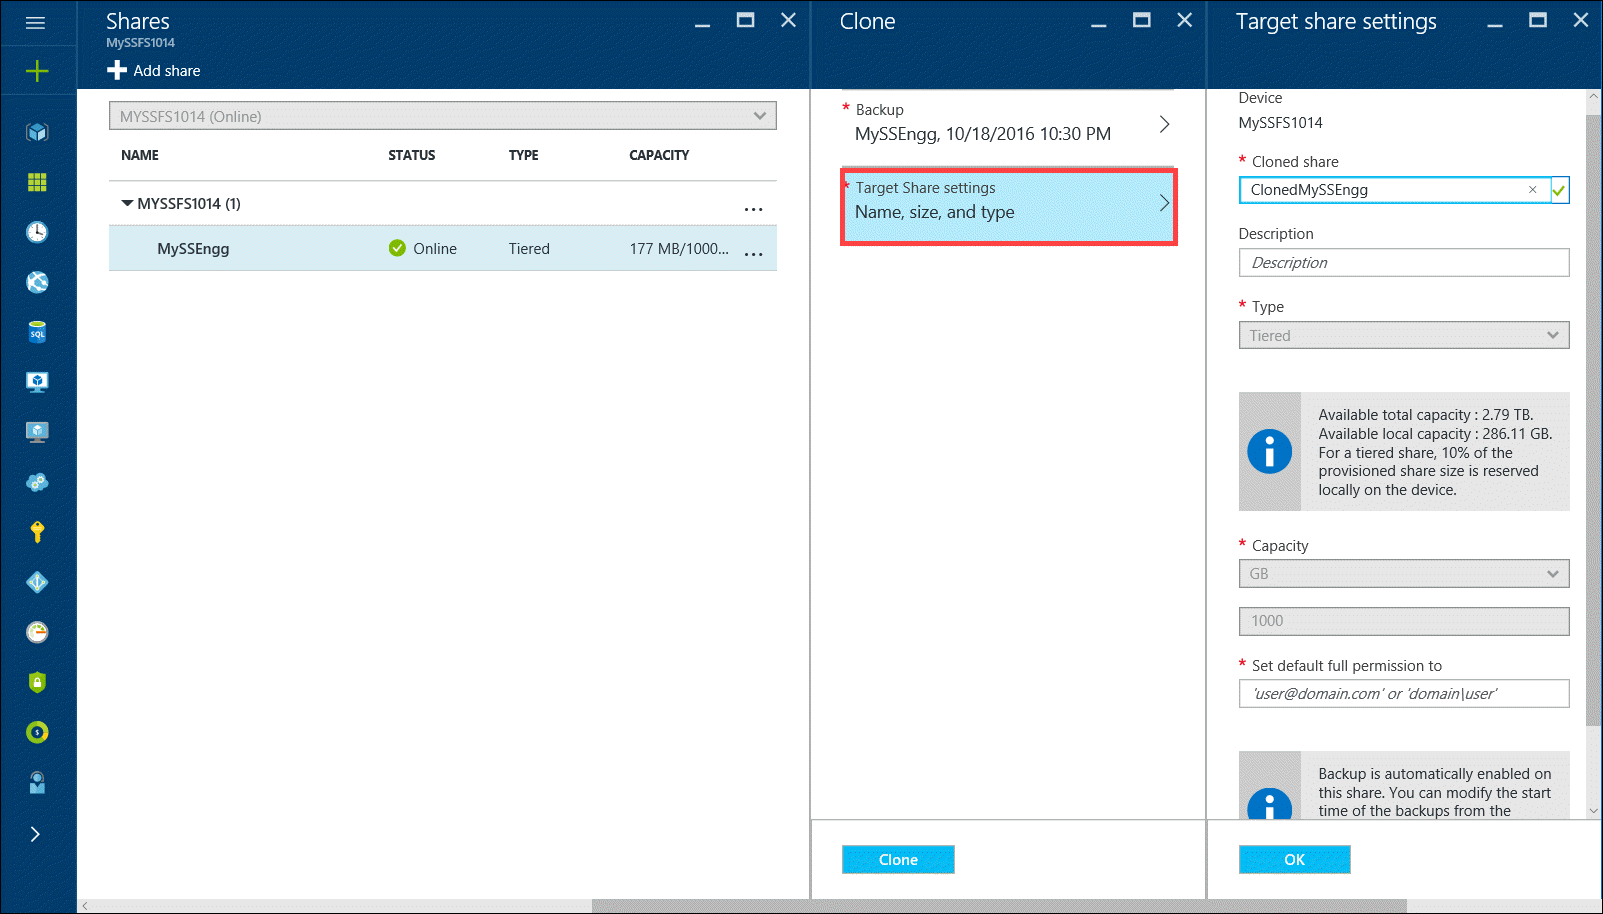 Shares
MySSFS1014
Add share
MYSSFS1014 (Online)
NAME STATUS TYPE CAPACITY
MYSSFS1014 (1) ...
MySSEngg Online Tiered 177 MB/1000... ...
Clone
* Backup
MySSEngg, 10/18/2016 10:30 PM
* Target Share settings
Name, size, and type
Clone
Target share settings
Device
MySSFS1014
* Cloned share
ClonedMySSEngg
Description
Description
* Type
Tiered
Available total capacity : 2.79 TB.
Available local capacity : 286.11 GB.
For a tiered share, 10% of the
provisioned share size is reserved
locally on the device.
* Capacity
GB
1000
* Set default full permission to
'user@domain.com' or 'domain\user'
Backup is automatically enabled on
this share. You can modify the start
time of the backups from the
OK
SQL